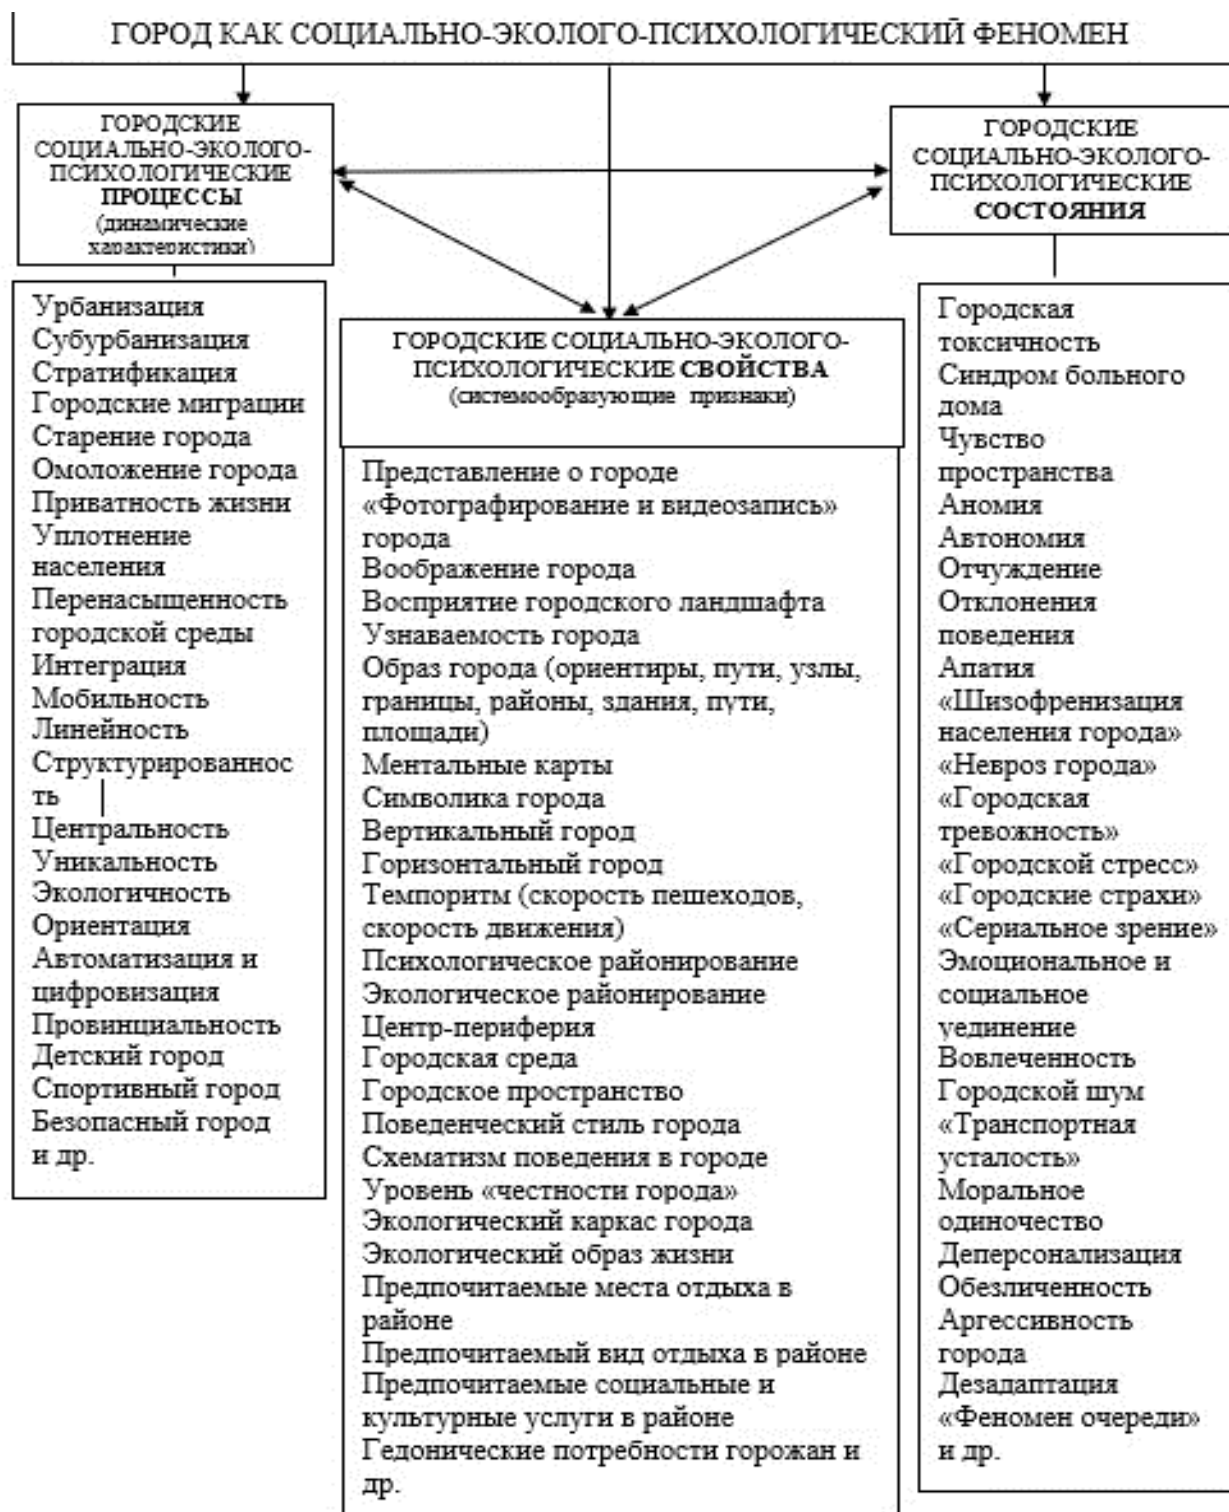 ГОРОД КАК СОЦИАЛЬНО-ЭКОЛОГО-ПСИХОЛОГИЧЕСКИЙ ФЕНОМЕН
ГОРОДСКИЕ
СОЦИАЛЬНО-ЭКОЛОГО-
ПСИХОЛОГИЧЕСКИЕ
ПРОЦЕССЫ
(динамические
характеристики)
Урбанизация
Субурбанизация
Стратификация
Городские миграции
Старение города
Омоложение города
Приватность жизни
Уплотнение
населения
Перенасыщенность
городской среды
Интеграция
Мобильность
Линейность
Структурированнос
ть
Центральность
Уникальность
Экологичность
Ориентация
Автоматизация и
цифровизация
Провинциальность
Детский город
Спортивный город
Безопасный город
и др.
ГОРОДСКИЕ СОЦИАЛЬНО-ЭКОЛОГО-
ПСИХОЛОГИЧЕСКИЕ СВОЙСТВА
(системообразующие признаки)
Представление о городе
«Фотографирование и видеозапись»
города
Воображение города
Восприятие городского ландшафта
Узнаваемость города
Образ города (ориентиры, пути, узлы,
границы, районы, здания, пути,
площади)
Ментальные карты
Символика города
Вертикальный город
Горизонтальный город
Темпоритм (скорость пешеходов,
скорость движения)
Психологическое районирование
Экологическое районирование
Центр-периферия
Городская среда
Городское пространство
Поведенческий стиль города
Схематизм поведения в городе
Уровень «честности города»
Экологический каркас города
Экологический образ жизни
Предпочитаемые места отдыха в
районе
Предпочитаемый вид отдыха в районе
Предпочитаемые социальные и
культурные услуги в районе
Гедонические потребности горожан и
др.
ГОРОДСКИЕ
СОЦИАЛЬНО-ЭКОЛОГО-
ПСИХОЛОГИЧЕСКИЕ
СОСТОЯНИЯ
Городская
токсичность
Синдром больного
дома
Чувство
пространства
Аномия
Автономия
Отчуждение
Отклонения
поведения
Апатия
«Шизофренизация
населения города»
«Невроз города»
«Городская
тревожность»
«Городской стресс»
«Городские страхи»
«Сериальное зрение»
Эмоциональное и
социальное
уединение
Вовлеченность
Городской шум
«Транспортная
усталость»
Моральное
одиночество
Деперсонализация
Обезличенность
Аргессивность
города
Дезадаптация
«Феномен очереди»
и др.